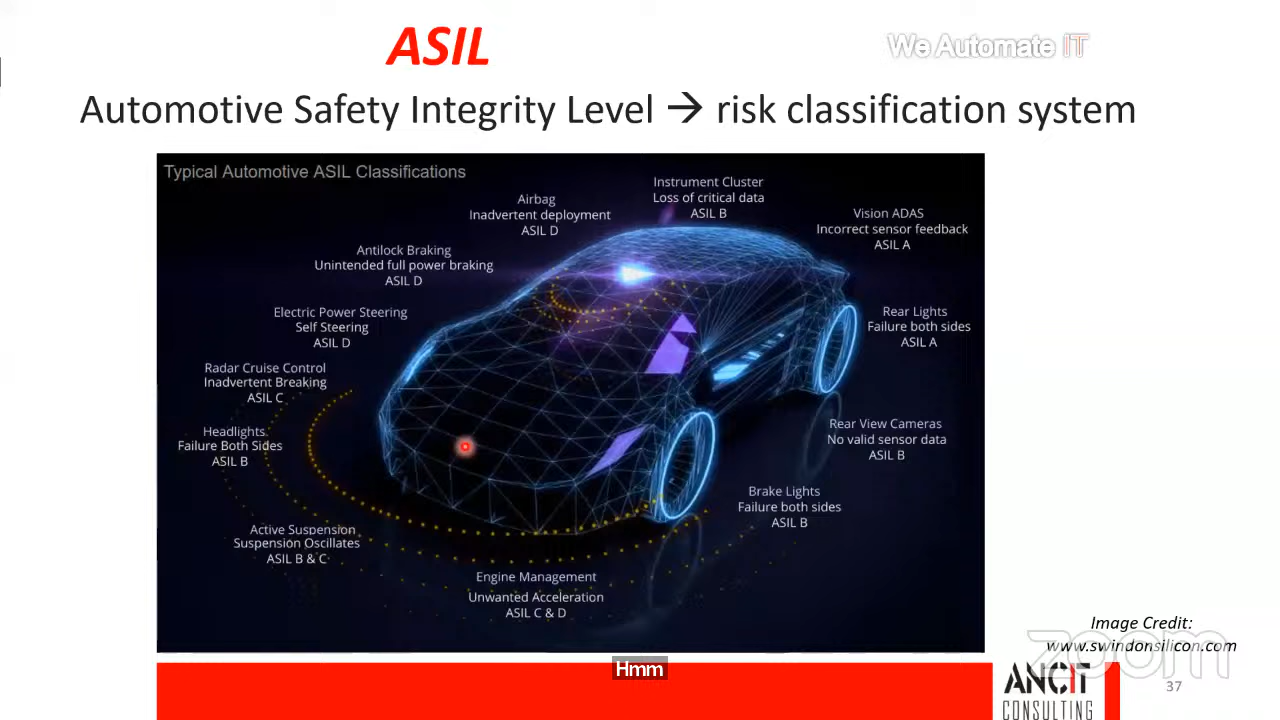 ASIL
We Automate IT
Automotive Safety Integrity Level → risk classification system
Typical Automotive ASIL Classifications
Instrument Cluster
Loss of critical data
ASIL B
Airbag
Inadvertent deployment
ASIL D
Vision ADAS
Incorrect sensor feedback
ASIL A
Antilock Braking
Unintended full power braking
ASIL D
Electric Power Steering
Self Steering
ASIL D
Rear Lights
Failure both sides
ASIL A
Radar Cruise Control
Inadvertent Breaking
ASIL C
Headlights
Failure Both Sides
ASIL B
Rear View Cameras
No valid sensor data
ASIL B
Brake Lights
Failure both sides
ASIL B
Active Suspension
Suspension Oscillates
ASIL B & C
Engine Management
Unwanted Acceleration
ASIL C & D
Image Credit:
www.swindonsilicon.com
zoom
Hmm
ANCIT
CONSULTING
37